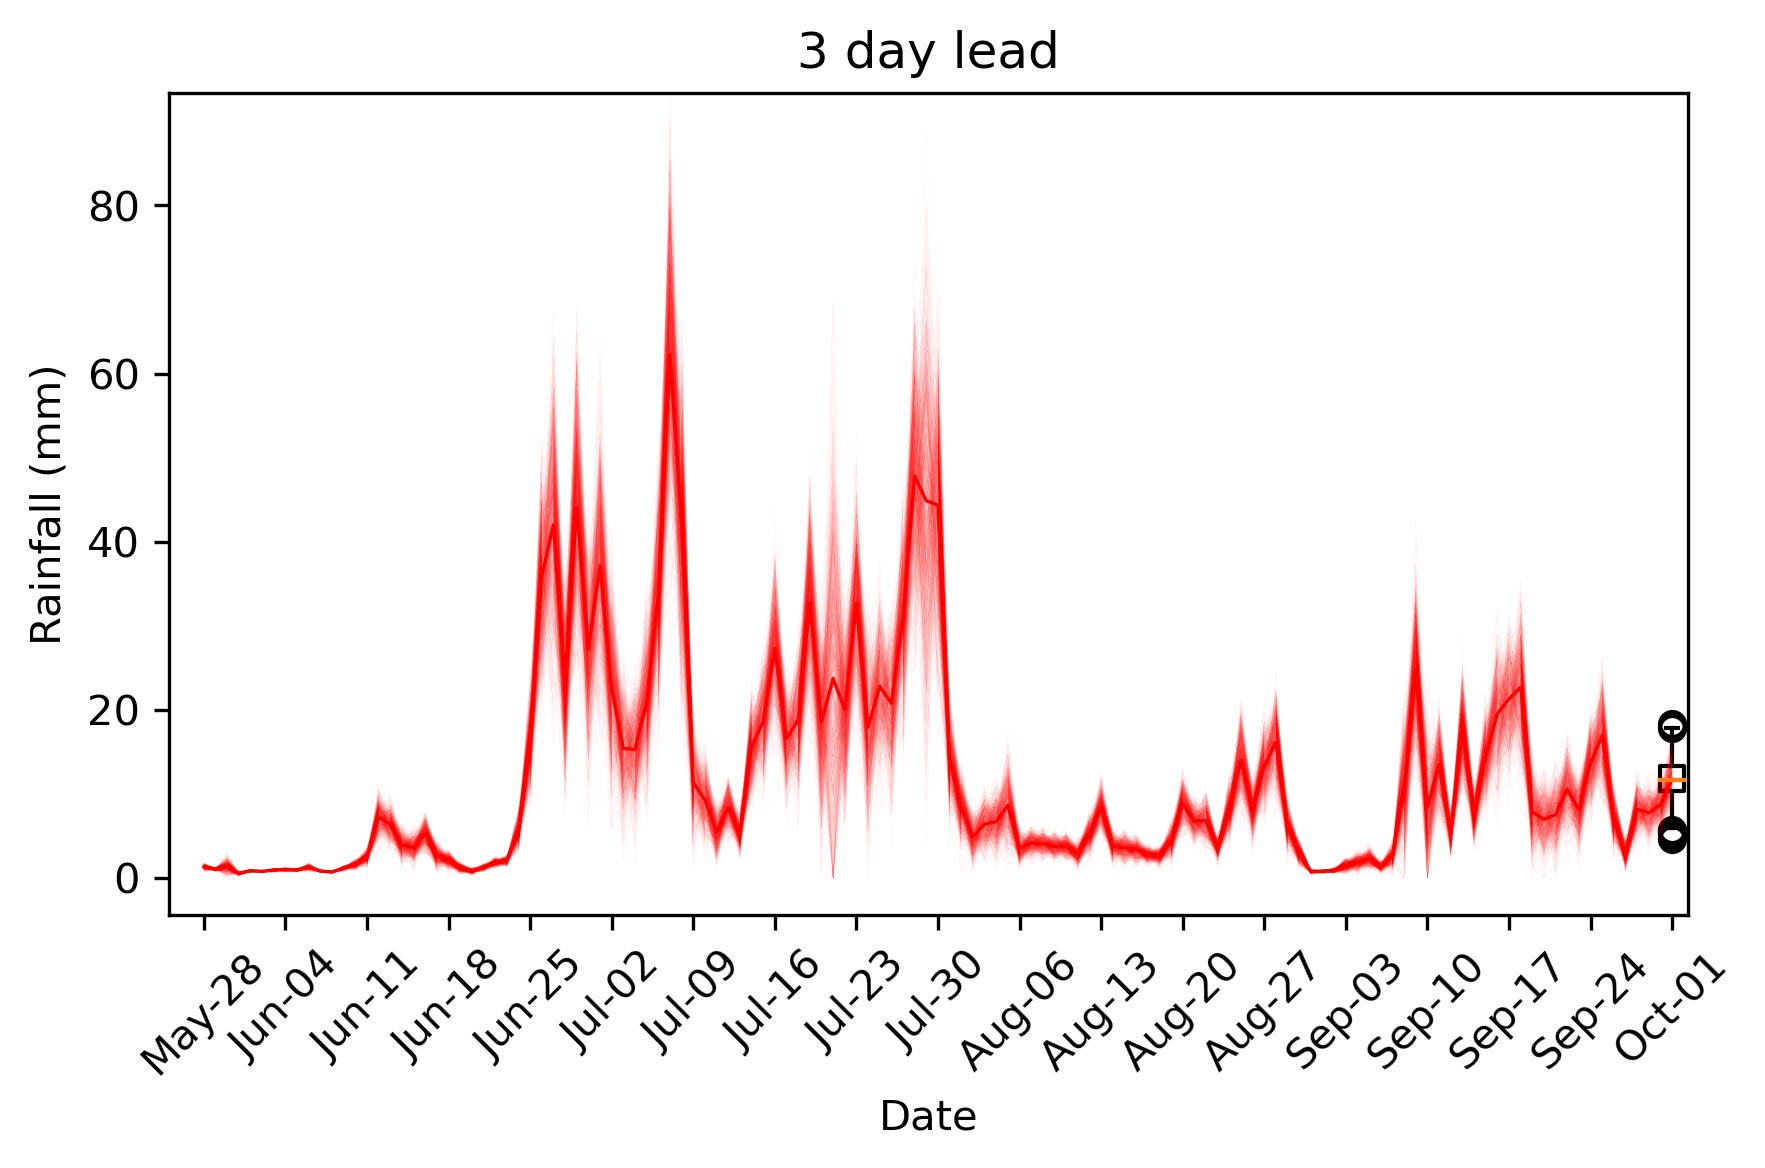 3 day lead
Rainfall (mm)
80
60
40
20
0
May-28
Jun-04
Jun-11
Jun-18
Jun-25
Jul-02
Jul-09
Jul-16
Jul-23
Jul-30
Aug-06
Aug-13
Aug-20
Aug-27
Sep-03
Sep-10
Sep-17
Sep-24
Oct-01
Date